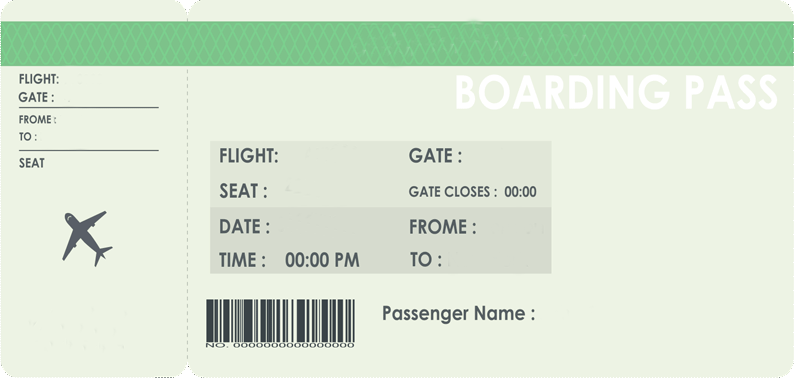 FLIGHT:
GATE :
FROME :
TO :
SEAT
BOARDING PASS
FLIGHT: GATE :
SEAT : GATE CLOSES : 00:00
DATE : FROME :
TIME : 00:00 PM TO :
Passenger Name :
NO. 0000000000000000